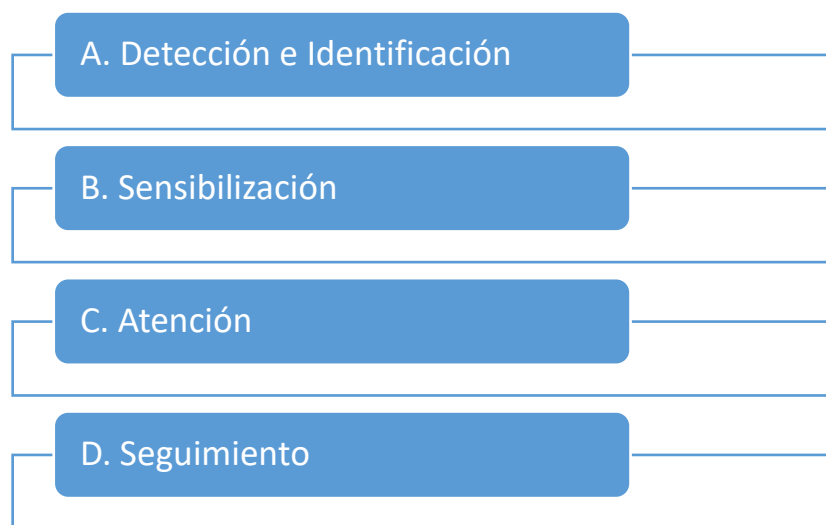 A. Detección e Identificación
B. Sensibilización
C. Atención
D. Seguimiento